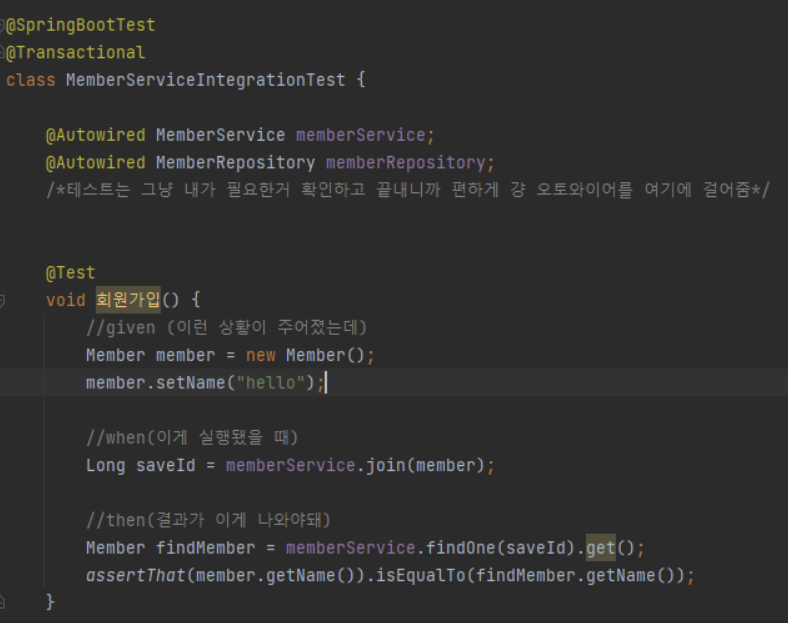 @SpringBootTest
@Transactional
class MemberServiceIntegrationTest {
@Autowired MemberService memberService;
@Autowired MemberRepository memberRepository;
/*테스트는 그냥 내가 필요한거 확인하고 끝내니까 편하게 걍 오토와이어를 여기에 걸어줌*/
@Test
void 회원가입() {
//given (이런 상황이 주어졌는데)
Member member = new Member();
member.setName("hello");
//when(이게 실행됐을 때)
Long saveId = memberService.join(member);
//then(결과가 이게 나와야돼)
Member findMember = memberService.findOne(saveId).get();
assertThat(member.getName()).isEqualTo(findMember.getName());
}